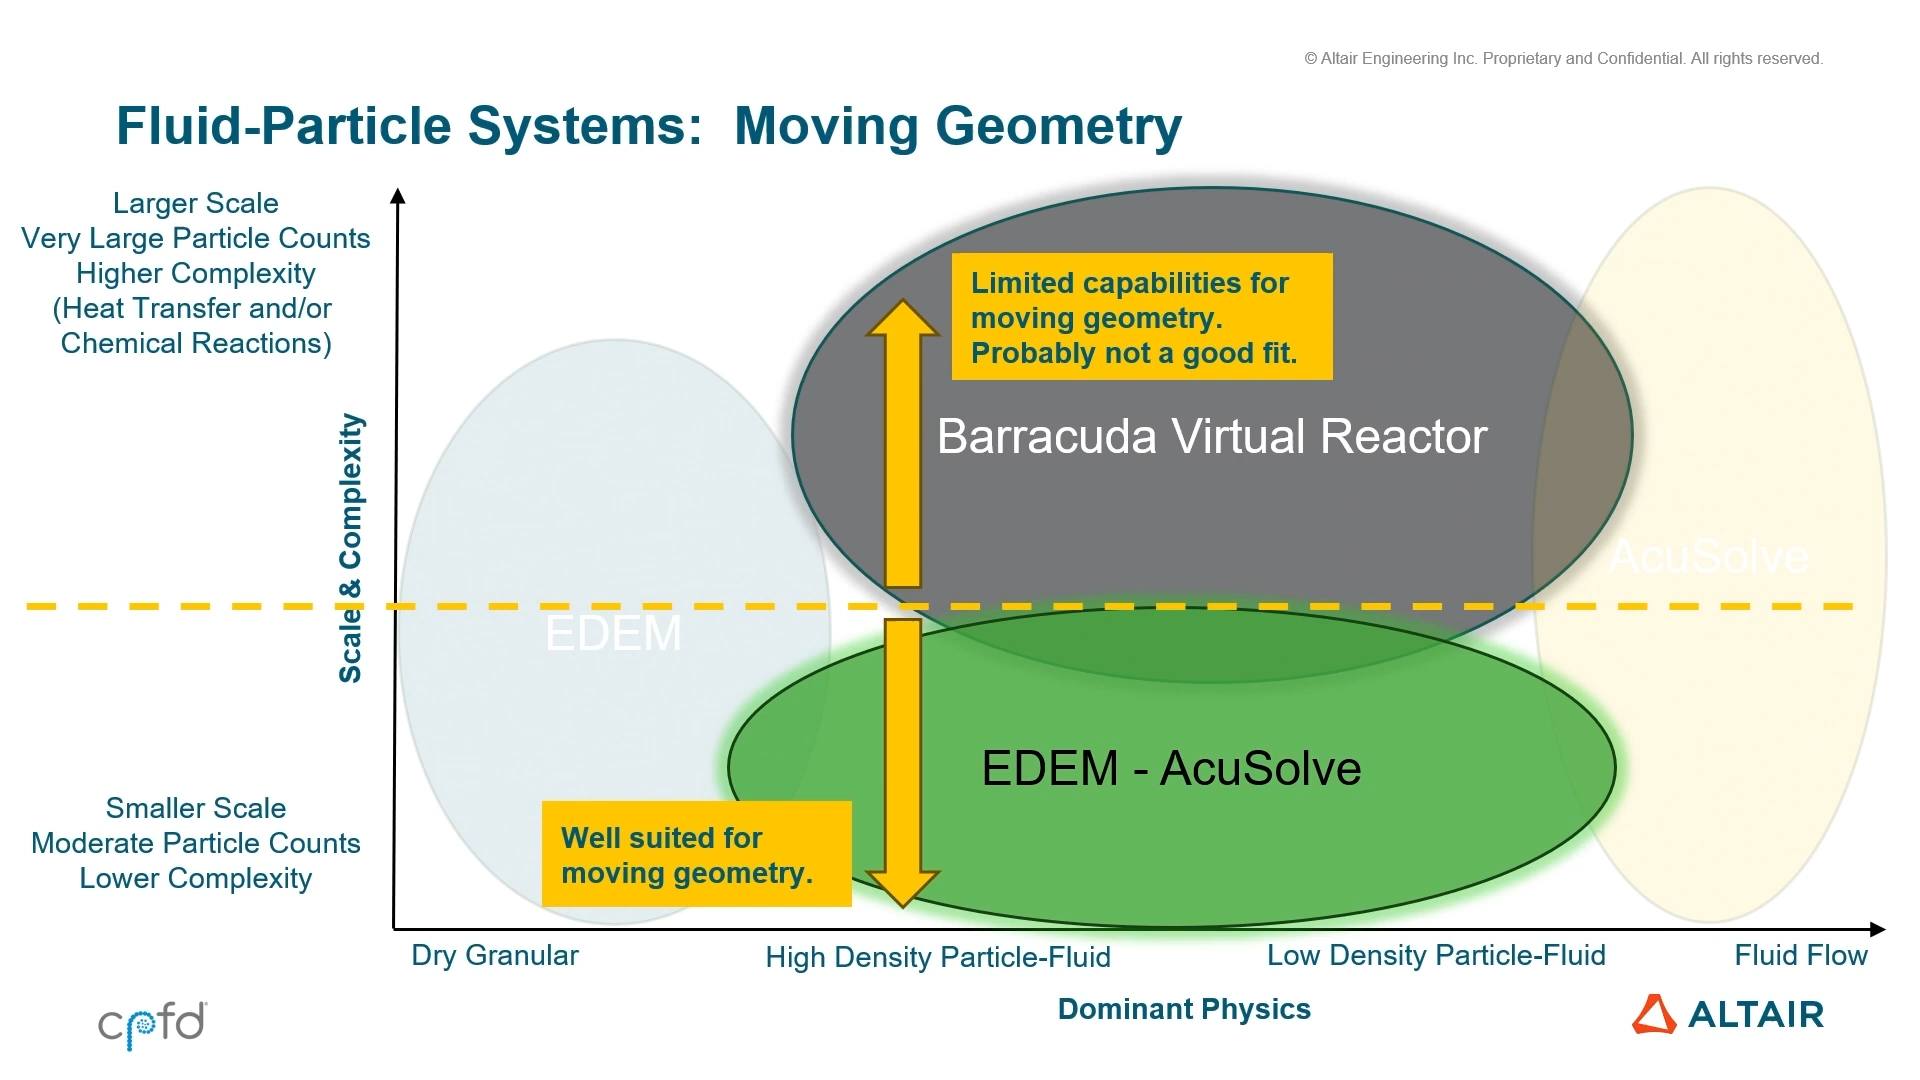 © Altair Engineering Inc. Proprietary and Confidential. All rights reserved.
Fluid-Particle Systems:  Moving Geometry
Larger Scale
Very Large Particle Counts
Higher Complexity
(Heat Transfer and/or
Chemical Reactions)
Scale & Complexity
Smaller Scale
Moderate Particle Counts
Lower Complexity
Limited capabilities for
moving geometry.
Probably not a good fit.
Barracuda Virtual Reactor
AcuSolve
EDEM
EDEM - AcuSolve
Well suited for
moving geometry.
Dry Granular
High Density Particle-Fluid
Low Density Particle-Fluid
Fluid Flow
Dominant Physics
cpfd
ALTAIR